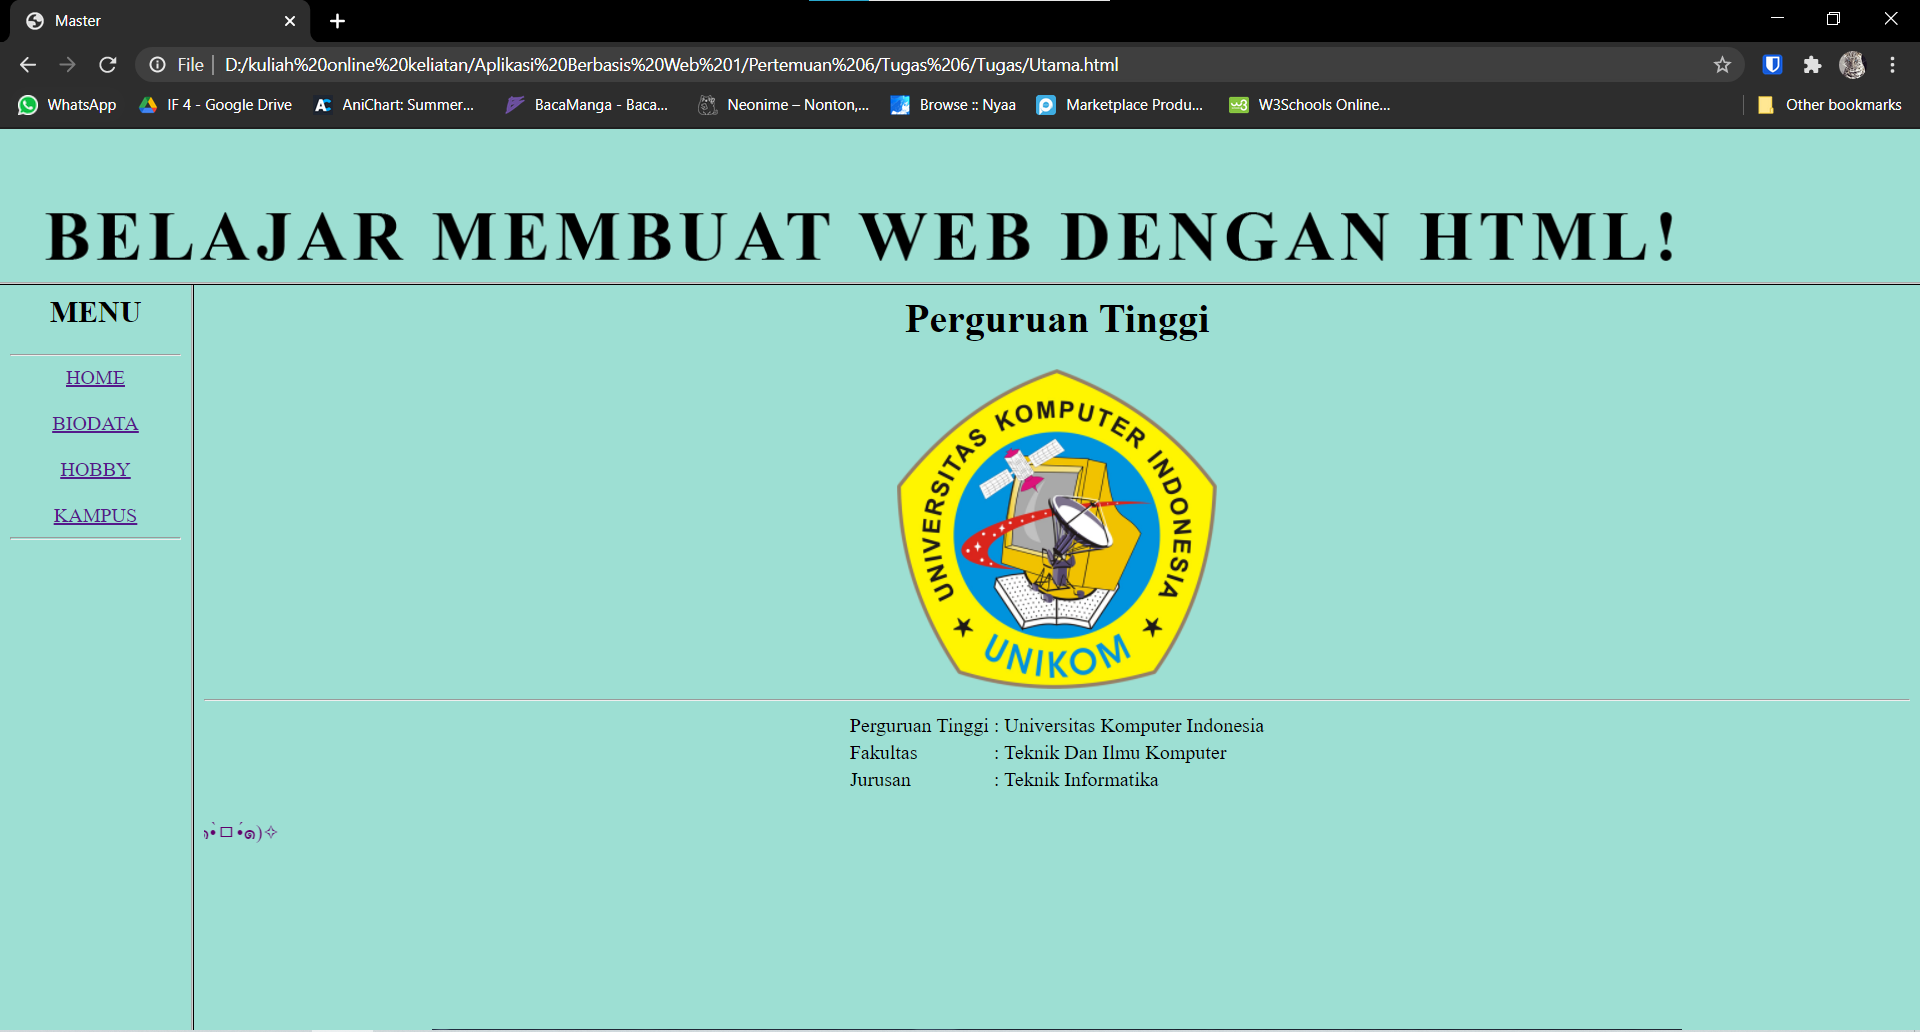 Master
File
D:/kuliah%20online%20keliatan/Aplikasi%20Berbasis%20Web%201/Pertemuan%206/Tugas%206/Tugas/Utama.html
WhatsApp
IF 4 - Google Drive
AniChart: Summer...
BacaManga - Baca...
Neonime – Nonton,...
Browse :: Nyaa
Marketplace Produ...
W3Schools Online...
Other bookmarks
BELAJAR MEMBUAT WEB DENGAN HTML!
MENU
HOME
BIODATA
HOBBY
KAMPUS
Perguruan Tinggi
UNIVERSITAS KOMPUTER INDONESIA
UNIKOM
Perguruan Tinggi : Universitas Komputer Indonesia
Fakultas : Teknik Dan Ilmu Komputer
Jurusan : Teknik Informatika